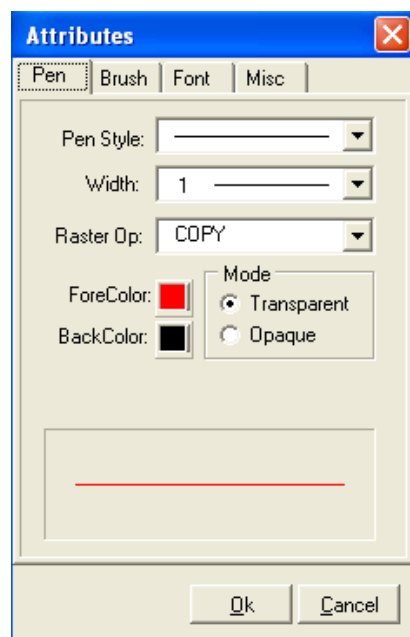 Attributes
Pen Brush Font Misc
Pen Style:
Width: 1
Raster Op: COPY
Mode
ForeColor: Transparent
BackColor: Opaque
Ok Cancel